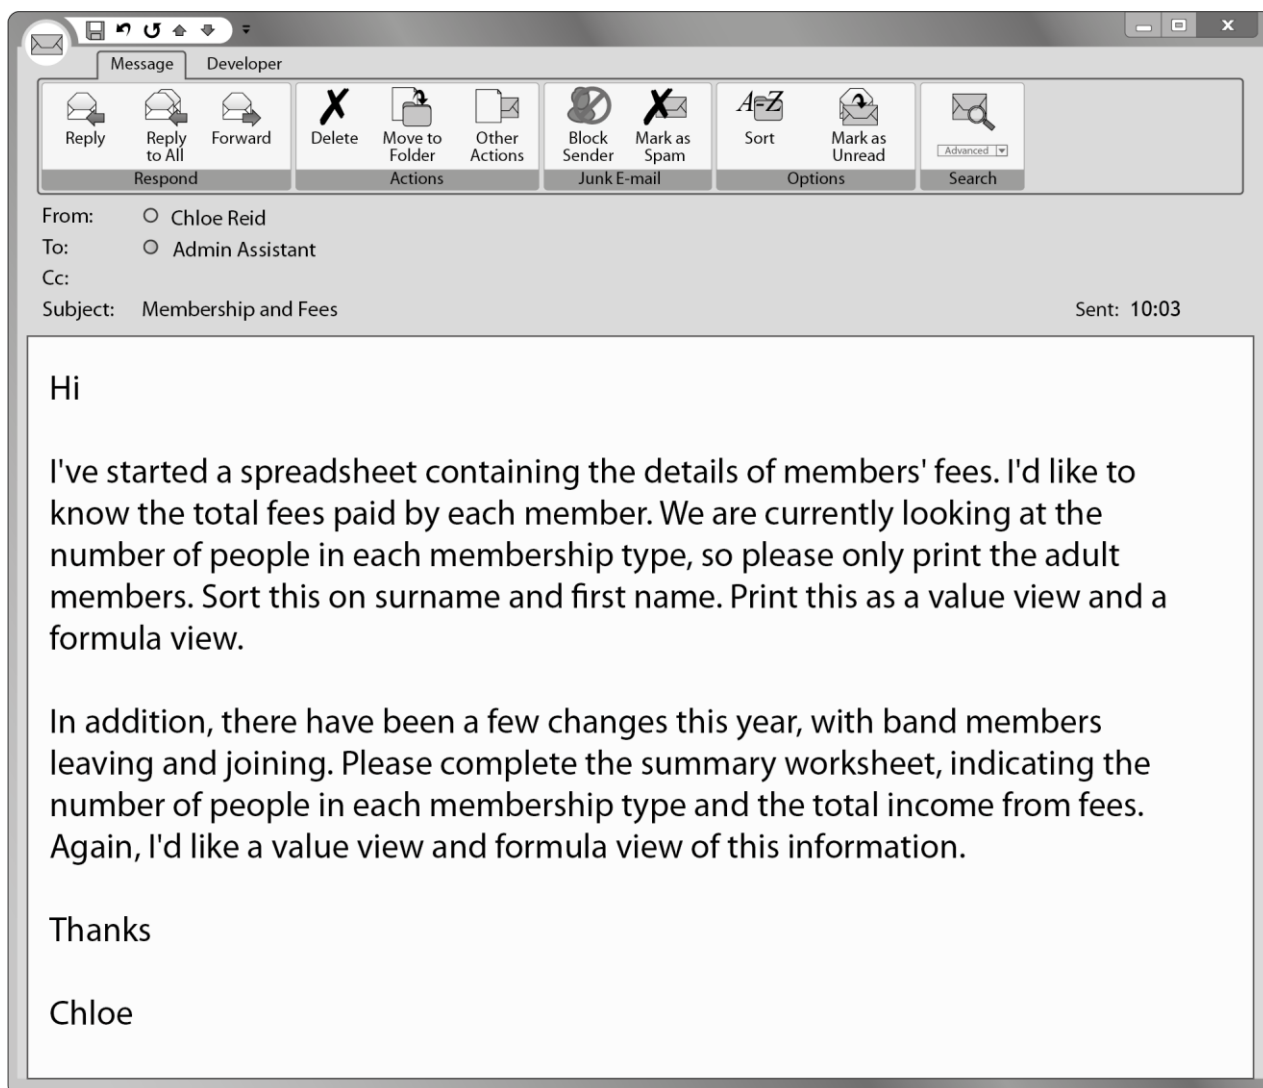 Message Developer
Reply Reply to All Forward Delete Move to Folder Other Actions Block Sender Mark as Spam A-Z Sort Mark as Unread Advanced
Respond Actions Junk E-mail Options Search
From: Chloe Reid
To: Admin Assistant
Cc:
Subject: Membership and Fees Sent: 10:03
Hi
I've started a spreadsheet containing the details of members' fees. I'd like to
know the total fees paid by each member. We are currently looking at the
number of people in each membership type, so please only print the adult
members. Sort this on surname and first name. Print this as a value view and a
formula view.
In addition, there have been a few changes this year, with band members
leaving and joining. Please complete the summary worksheet, indicating the
number of people in each membership type and the total income from fees.
Again, I'd like a value view and formula view of this information.
Thanks
Chloe